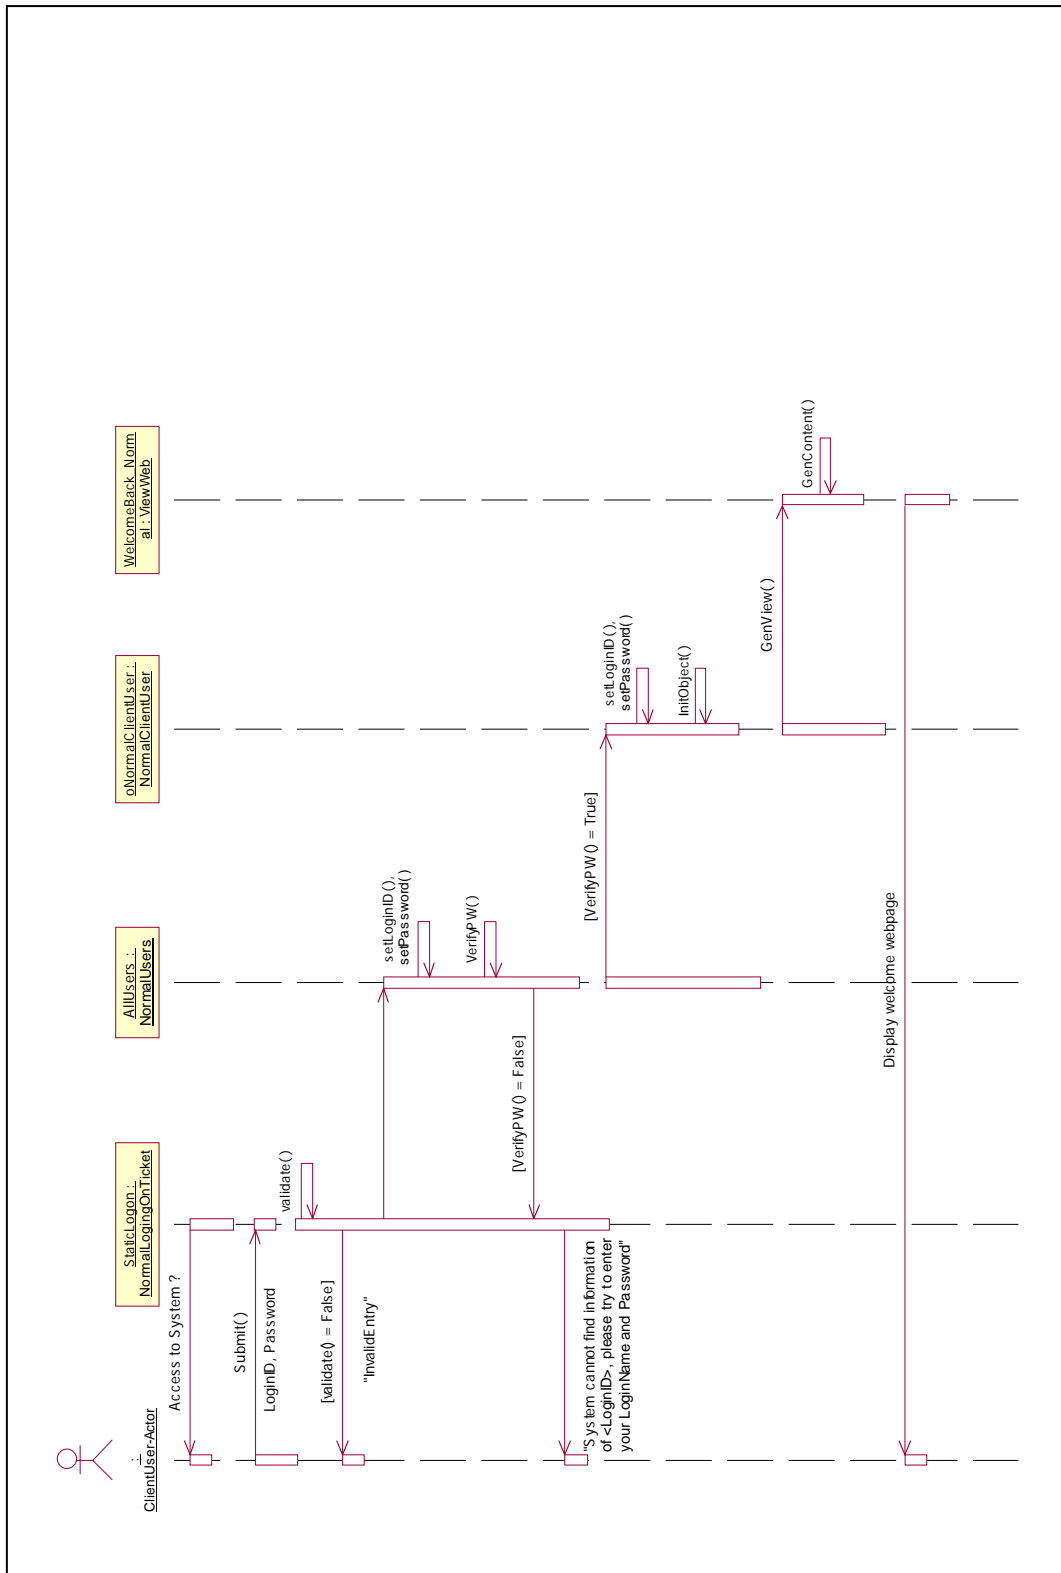 :
ClientUser-Actor
StaticLogon :
NormalLogingOnTicket
AllUsers :
NormalUsers
oNormalClientUser :
NormalClientUser
WelcomeBack_Norm
al : ViewWeb
Access to System ?
Submit()
LoginID, Password
validate()
[validate() = False]
"InvalidEntry"
setLoginID(),
setPassword()
VerifyPW()
[VerifyPW() = False]
"System cannot find information
of <LoginID>, please try to enter
your LoginName and Password"
[VerifyPW() = True]
setLoginID(),
setPassword()
InitObject()
GenView()
GenContent()
Display welcome webpage